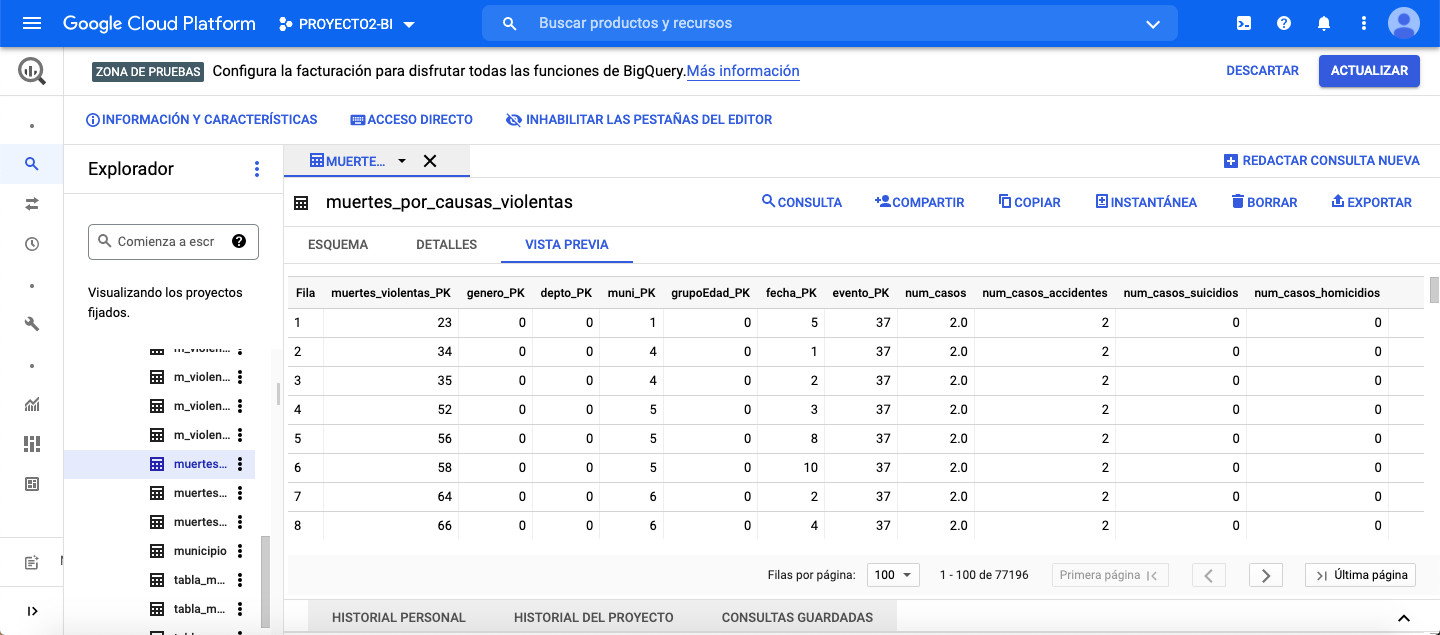 Google Cloud Platform PROYECTO2-BI Buscar productos y recursos
ZONA DE PRUEBAS Configura la facturación para disfrutar todas las funciones de BigQuery. Más información DESCARTAR ACTUALIZAR
INFORMACIÓN Y CARACTERÍSTICAS ACCESO DIRECTO INHABILITAR LAS PESTAÑAS DEL EDITOR
Explorador
MUERTE... REDACTAR CONSULTA NUEVA
muertes_por_causas_violentas CONSULTA COMPARTIR COPIAR INSTANTÁNEA BORRAR EXPORTAR
Comienza a escr
ESQUEMA DETALLES VISTA PREVIA
Visualizando los proyectos
fijados.
m_violen...
m_violen...
m_violen...
m_violen...
muertes...
muertes...
muertes...
municipio
tabla_m...
tabla_m...
Fila muertes_violentas_PK genero_PK depto_PK muni_PK grupoEdad_PK fecha_PK evento_PK num_casos num_casos_accidentes num_casos_suicidios num_casos_homicidios
1 23 0 0 1 0 5 37 2.0 2 0 0
2 34 0 0 4 0 1 37 2.0 2 0 0
3 35 0 0 4 0 2 37 2.0 2 0 0
4 52 0 0 5 0 3 37 2.0 2 0 0
5 56 0 0 5 0 8 37 2.0 2 0 0
6 58 0 0 5 0 10 37 2.0 2 0 0
7 64 0 0 6 0 2 37 2.0 2 0 0
8 66 0 0 6 0 4 37 2.0 2 0 0
Filas por página: 100 1 - 100 de 77196 Primera página Última página
HISTORIAL PERSONAL HISTORIAL DEL PROYECTO CONSULTAS GUARDADAS